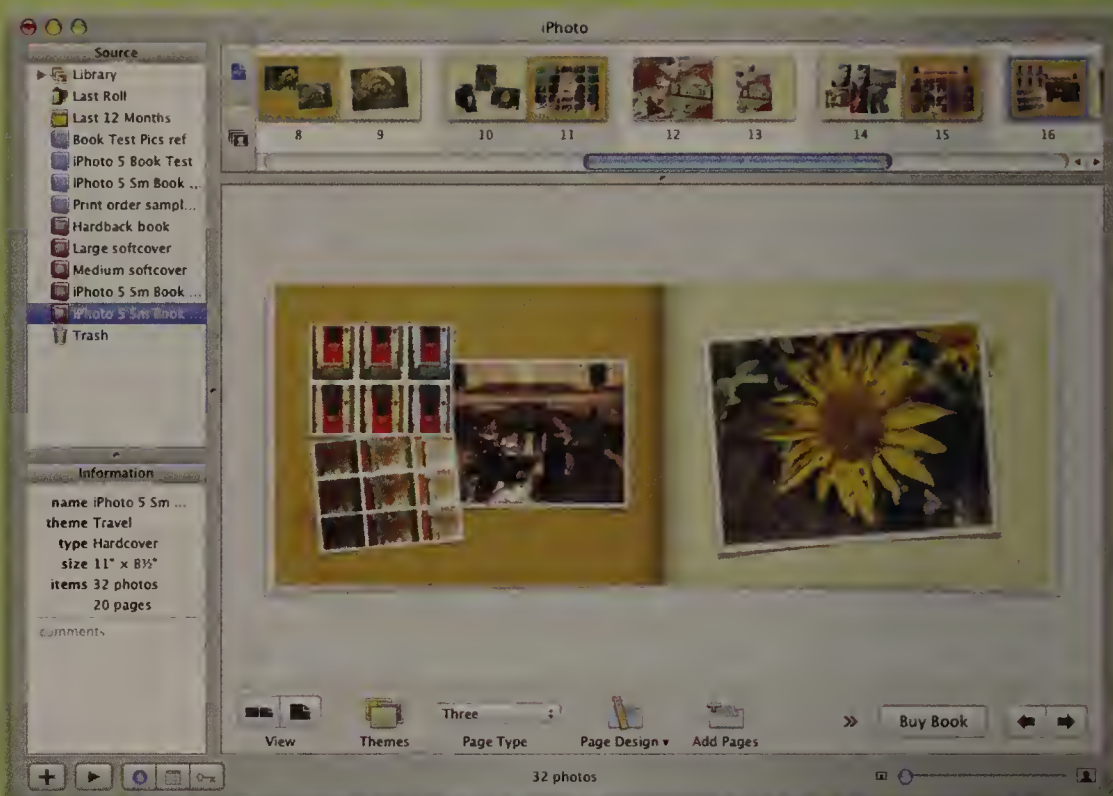 iPhoto
Source
Library
Last Roll
Last 12 Months
Book Test Pics ref
iPhoto 5 Book Test
iPhoto 5 Sm Book ...
Print order sampl...
Hardback book
Large softcover
Medium softcover
iPhoto 5 Sm Book ...
iPhoto 5 Sm Book ...
Trash
8 9 10 11 12 13 14 15 16
Information
name iPhoto 5 Sm ...
theme Travel
type Hardcover
size 11" x 8½"
items 32 photos
20 pages
comments
Three
View Themes Page Type Page Design Add Pages Buy Book
32 photos